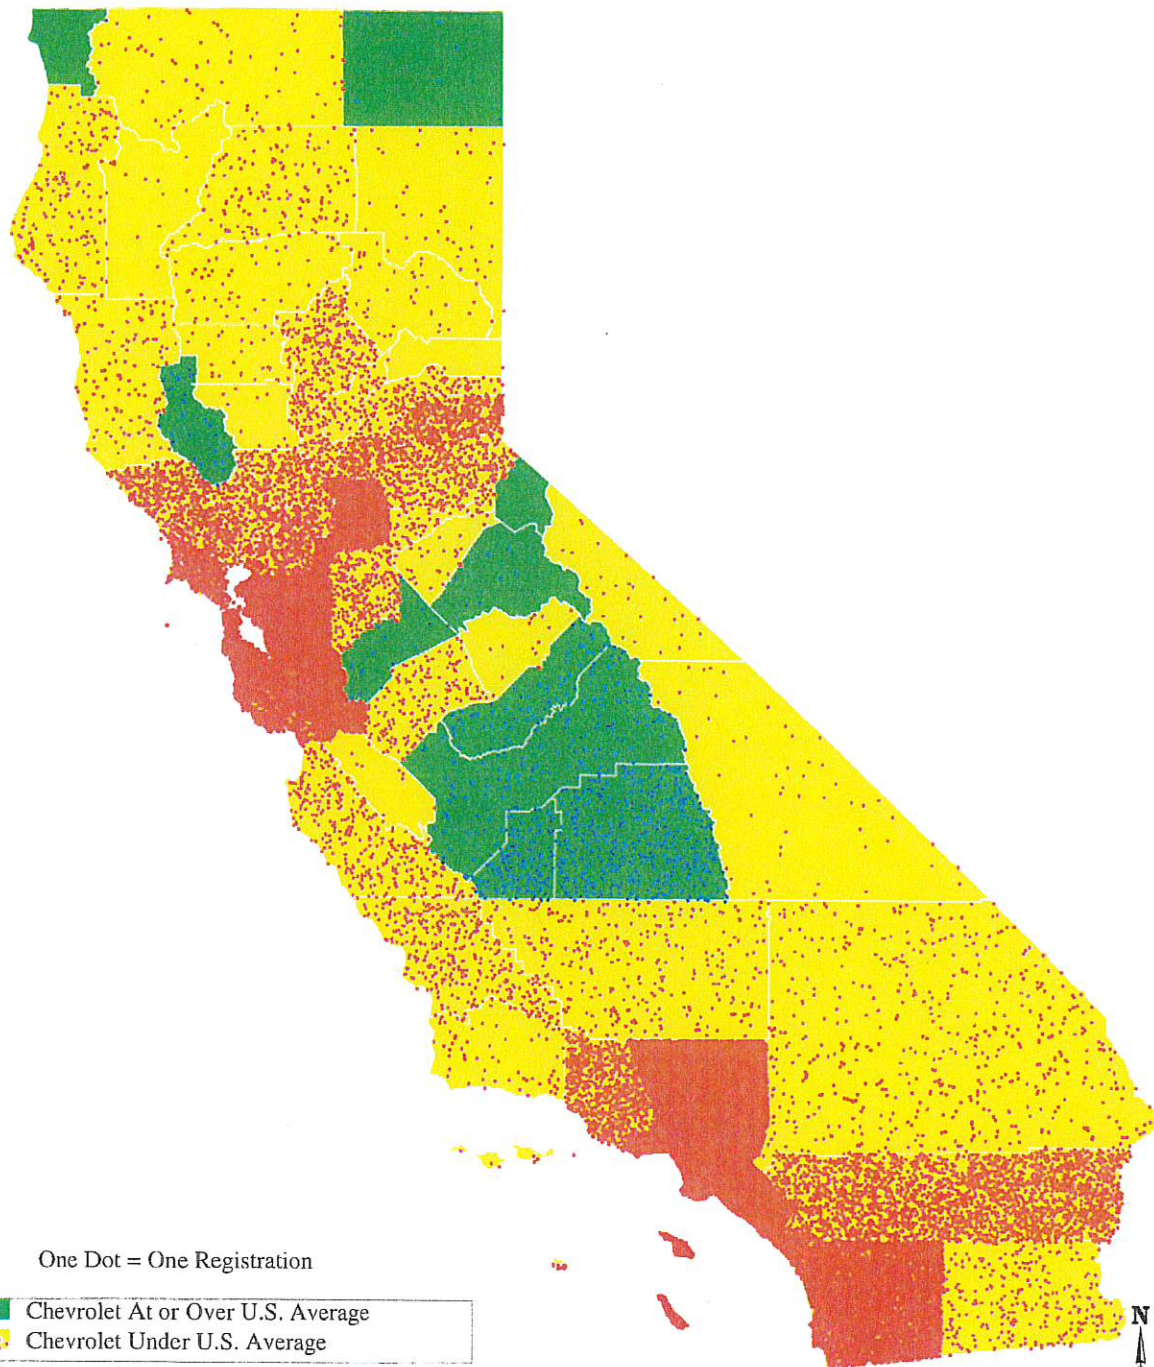 One Dot = One Registration
Chevrolet At or Over U.S. Average
Chevrolet Under U.S. Average
N